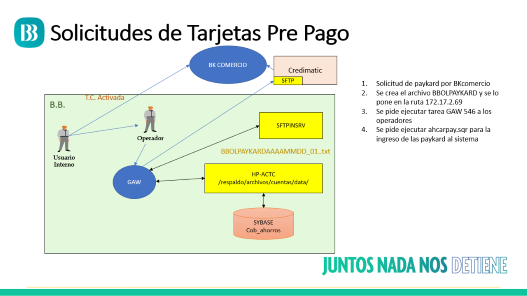 BB Solicitudes de Tarjetas Pre Pago
BK COMERCIO
Credimatic
SFTP
T.C. Activada
B.B.
Operador
Usuario
Interno
SFTPINSRV
BBOLPAYKARDAAAAMMDD_01_.txt
GAW
HP-ACTC
/respaldo/archivos/cuentas/data/
SYBASE
Cob_ahorros
1. Solicitud de paykard por BKcomercio
2. Se crea el archivo BBOLPAYKARD y se lo
pone en la ruta 172.17.2.69
3. Se pide ejecutar tarea GAW 546 a los
operadores
4. Se pide ejecutar ahcarpay.sqr para la
ingreso de las paykard al sistema
JUNTOS NADA NOS DETIENE